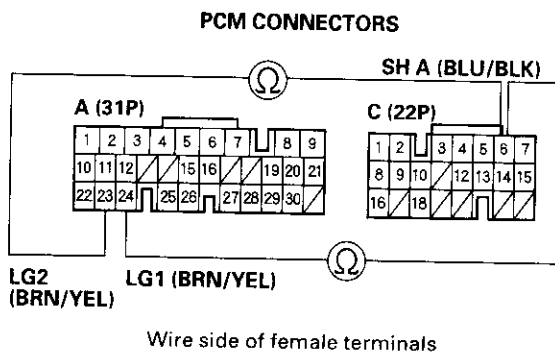 PCM CONNECTORS
Ω
SH A (BLU/BLK)
A (31P)
C (22P)
1 2 3 4 5 6 7 8 9
10 11 12 15 16 19 20 21
22 23 24 25 26 27 28 29 30
1 2 3 4 5 6 7
8 9 10 12 13 14 15
16 18
LG2
(BRN/YEL)
LG1 (BRN/YEL)
Ω
Wire side of female terminals